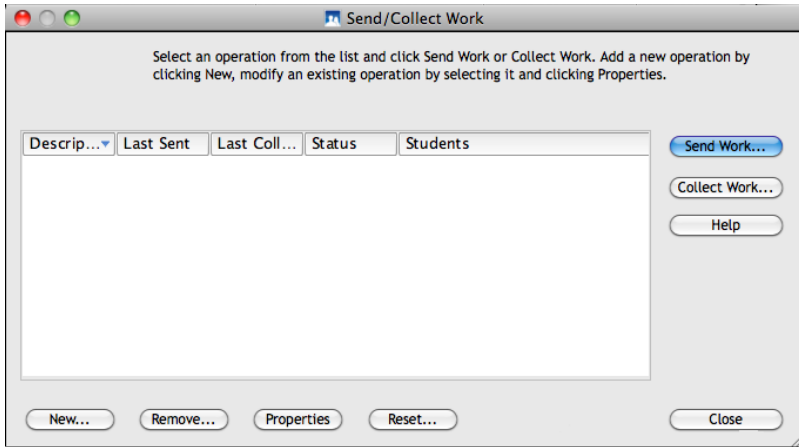 Send/Collect Work
Select an operation from the list and click Send Work or Collect Work. Add a new operation by
clicking New, modify an existing operation by selecting it and clicking Properties.
Descrip... Last Sent Last Coll... Status Students
Send Work...
Collect Work...
Help
New... Remove... Properties Reset... Close